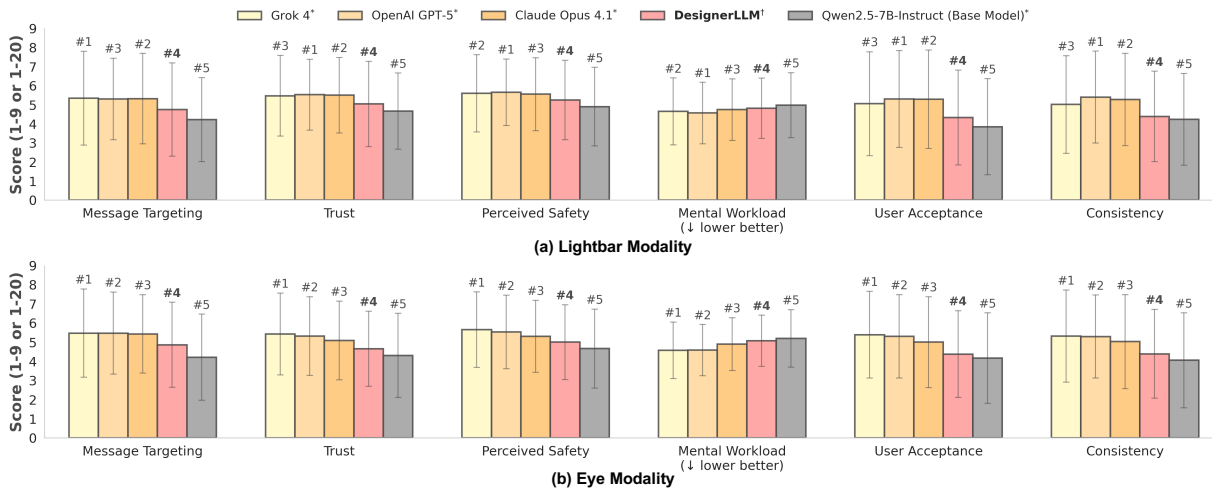 Grok 4* OpenAI GPT-5* Claude Opus 4.1* DesignerLLM† Qwen2.5-7B-Instruct (Base Model)*
Score (1-9 or 1-20)
9
8
7
6
5
4
3
2
1
0
#1 #3 #2 #4 #5
#3 #1 #2 #4 #5
#2 #1 #3 #4 #5
#2 #1 #3 #4 #5
#3 #1 #2 #4 #5
#3 #1 #2 #4 #5
Message Targeting
Trust
Perceived Safety
Mental Workload
(↓ lower better)
User Acceptance
Consistency
(a) Lightbar Modality
Score (1-9 or 1-20)
9
8
7
6
5
4
3
2
1
0
#1 #2 #3 #4 #5
#1 #2 #3 #4 #5
#1 #2 #3 #4 #5
#1 #2 #3 #4 #5
#1 #2 #3 #4 #5
#1 #2 #3 #4 #5
Message Targeting
Trust
Perceived Safety
Mental Workload
(↓ lower better)
User Acceptance
Consistency
(b) Eye Modality